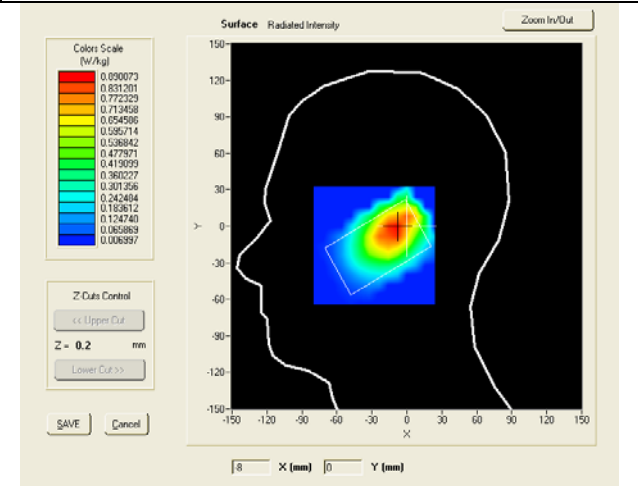 Surface Radiated Intensity
Zoom In/Out
Colors Scale
(W/kg)
0.890073
0.831201
0.772329
0.713458
0.654586
0.595714
0.536842
0.477971
0.419099
0.360227
0.301356
0.242484
0.183612
0.124740
0.065869
0.006997
Z-Cuts Control
<< Upper Cut
Z = 0.2 mm
Lower Cut >>
SAVE Cancel
150
120
90
60
30
0
-30
-60
-90
-120
-150
Y
-150 -120 -90 -60 -30 0 30 60 90 120 150
X
-8 X (mm) 0 Y (mm)